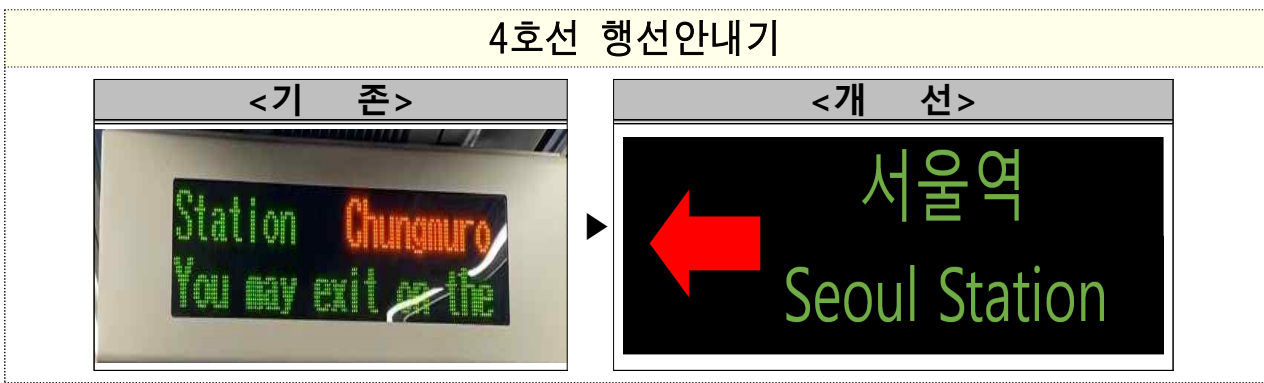 4호선 행선안내기
<기 존>
<개 선>
Station Chungmuro
You may exit on the
▶
서울역
Seoul Station